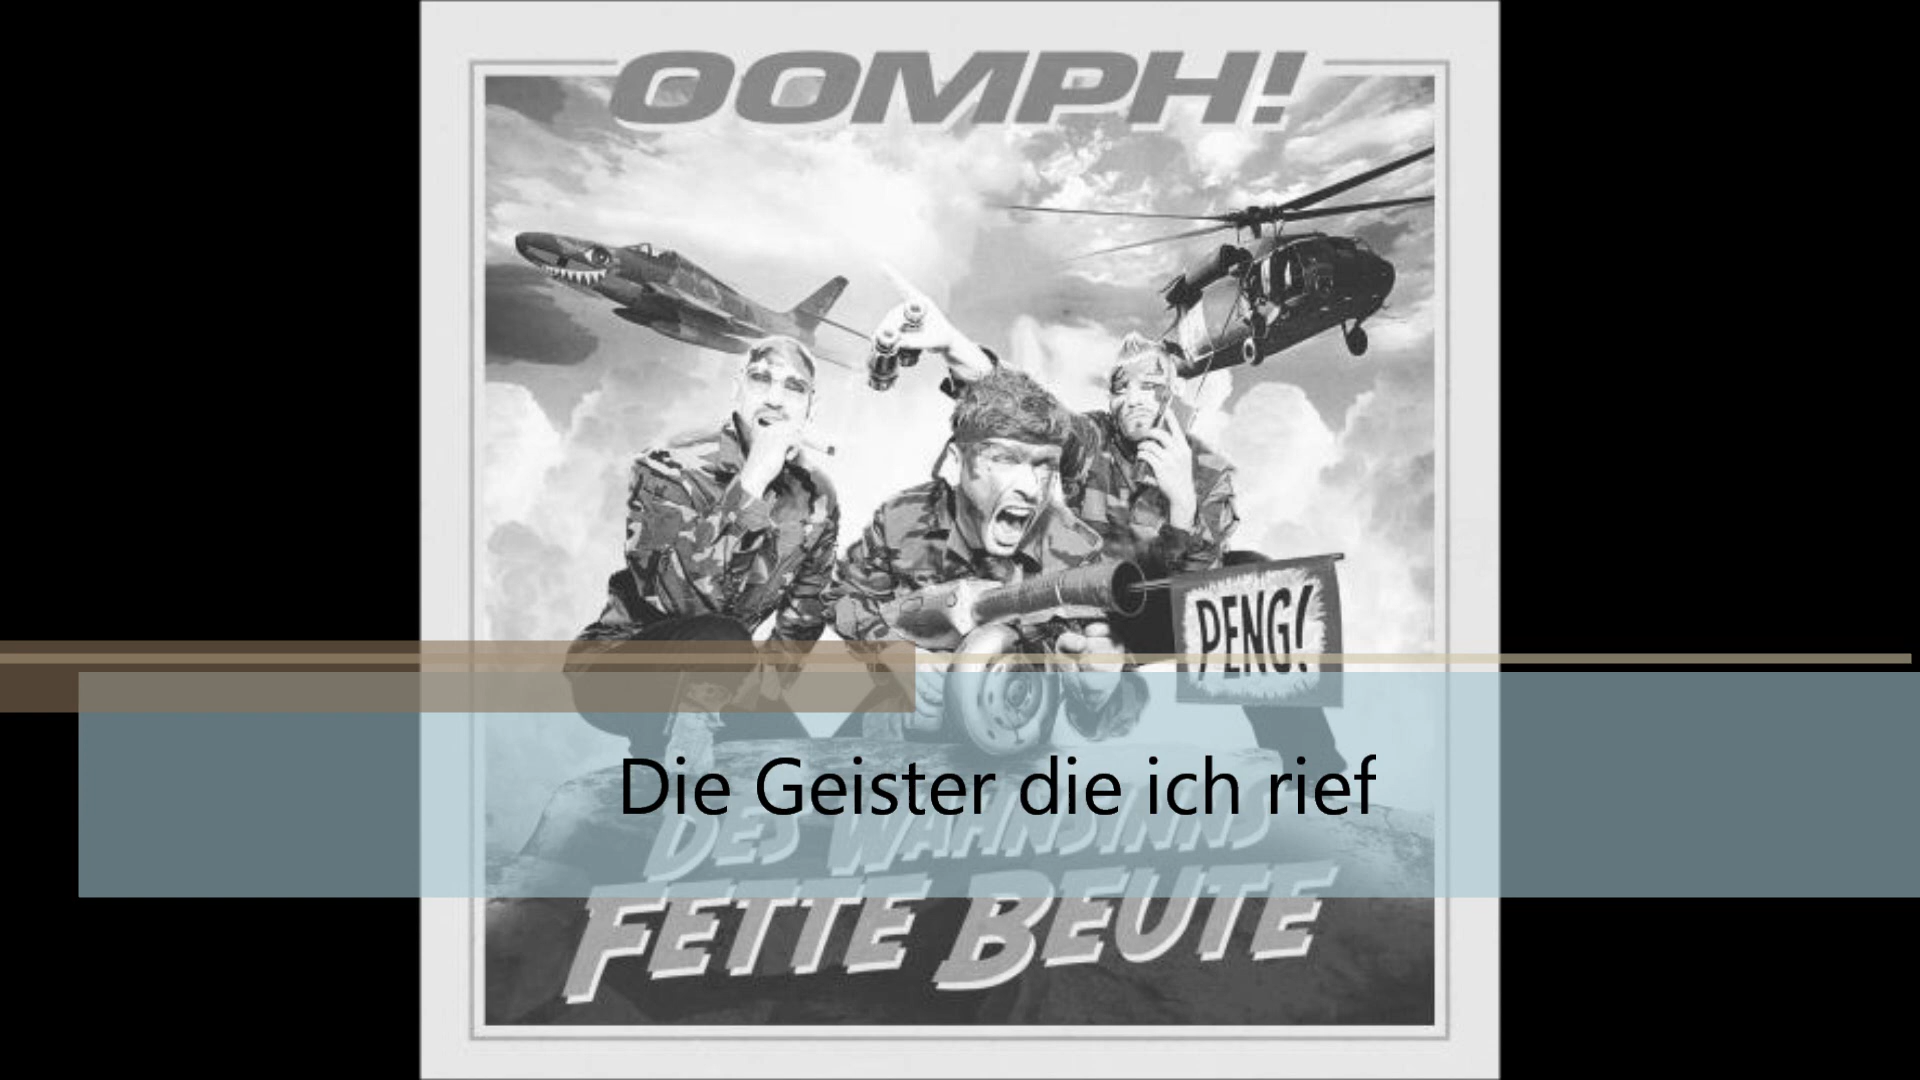 OOMPH!
PENG!
Die Geister die ich rief
DES WAHNSINNS
FETTE BEUTE